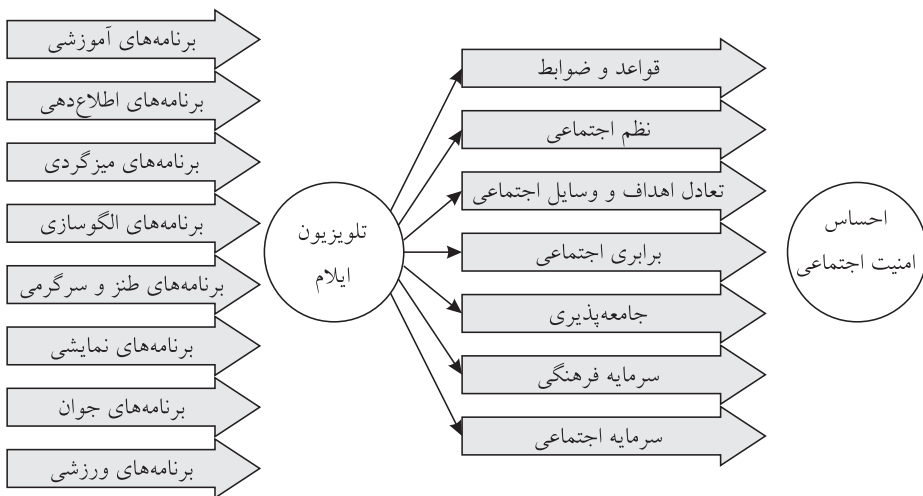 برنامه‌های آموزشی
برنامه‌های اطلاع‌دهی
برنامه‌های میزگردی
برنامه‌های الگوسازی
برنامه‌های طنز و سرگرمی
برنامه‌های نمایشی
برنامه‌های جوان
برنامه‌های ورزشی
تلویزیون
ایلام
قواعد و ضوابط
نظم اجتماعی
تعادل اهداف و وسایل اجتماعی
برابری اجتماعی
جامعه‌پذیری
سرمایه فرهنگی
سرمایه اجتماعی
احساس
امنیت اجتماعی